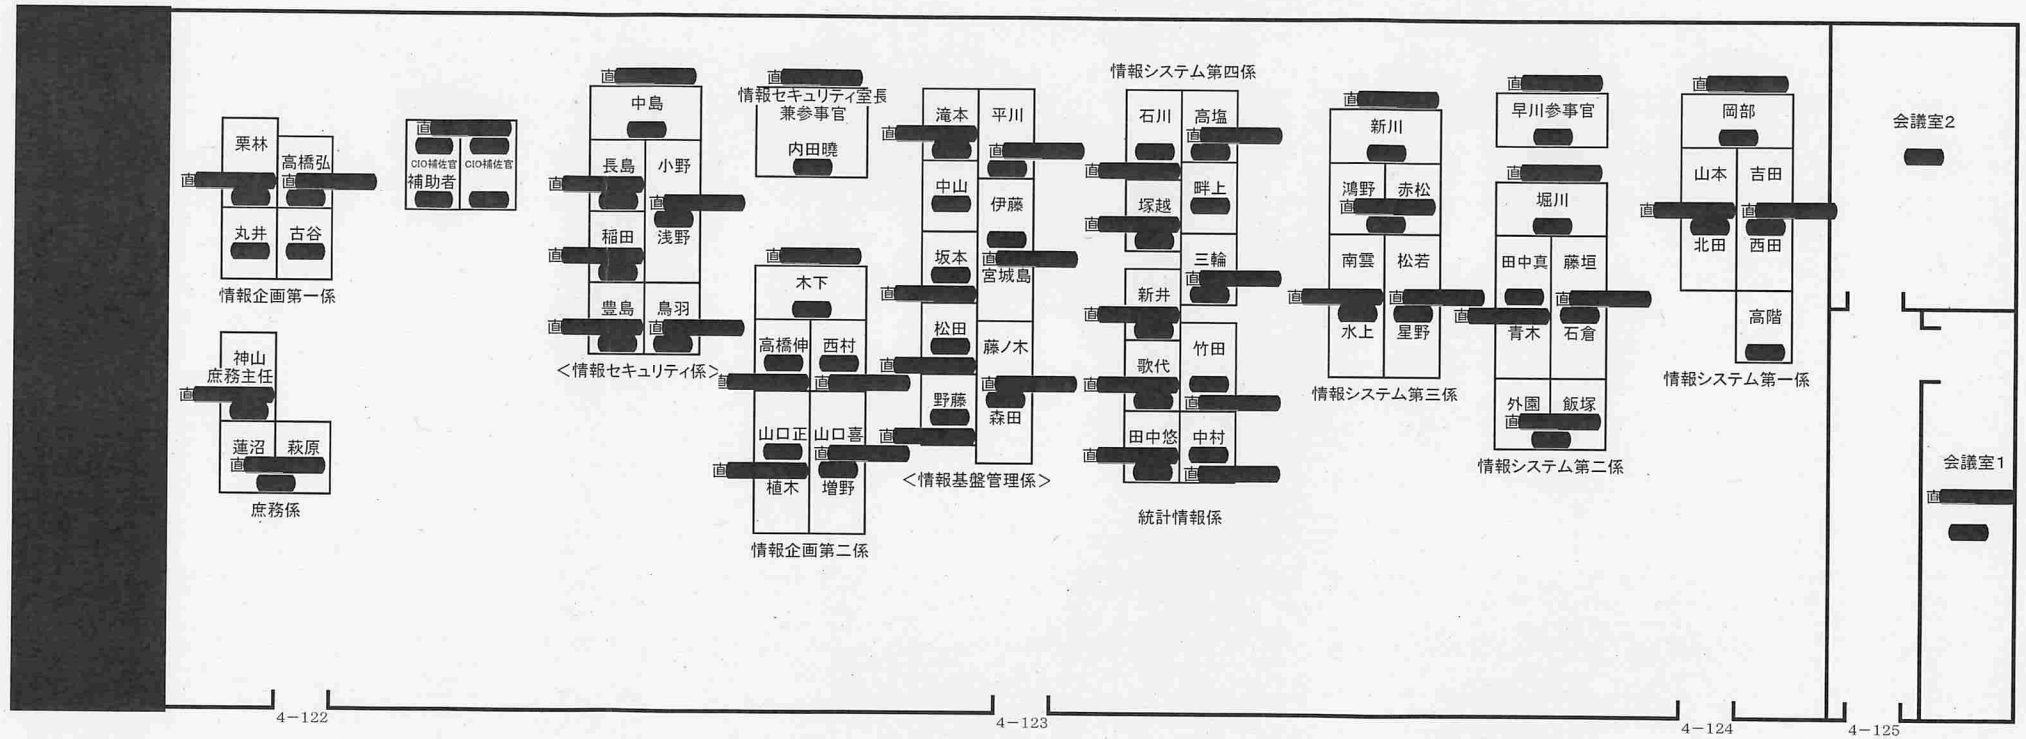 栗林
高橋弘
直
直
丸井
古谷
情報企画第一係
神山
庶務主任
直
蓮沼
萩原
直
庶務係
直
CIO補佐官
補助者
CIO補佐官
直
中島
長島
小野
直
直
稲田
浅野
直
豊島
鳥羽
直
直
<情報セキュリティ係>
直
情報セキュリティ室長
兼参事官
内田曉
直
木下
高橋伸
西村
直
直
山口正
山口喜
直
直
植木
増野
情報企画第二係
滝本
平川
直
直
中山
伊藤
坂本
直
宮城島
直
松田
藤ノ木
直
直
野藤
森田
直
<情報基盤管理係>
情報システム第四係
石川
高塩
直
直
畔上
塚越
直
三輪
直
新井
直
歌代
竹田
直
直
田中悠
中村
直
直
統計情報係
直
新川
鴻野
赤松
直
南雲
松若
直
直
水上
星野
情報システム第三係
直
早川参事官
直
堀川
田中真
藤垣
直
直
青木
石倉
外園
飯塚
直
情報システム第二係
直
岡部
山本
吉田
直
直
北田
西田
高階
情報システム第一係
会議室2
会議室1
直
4-122
4-123
4-124
4-125